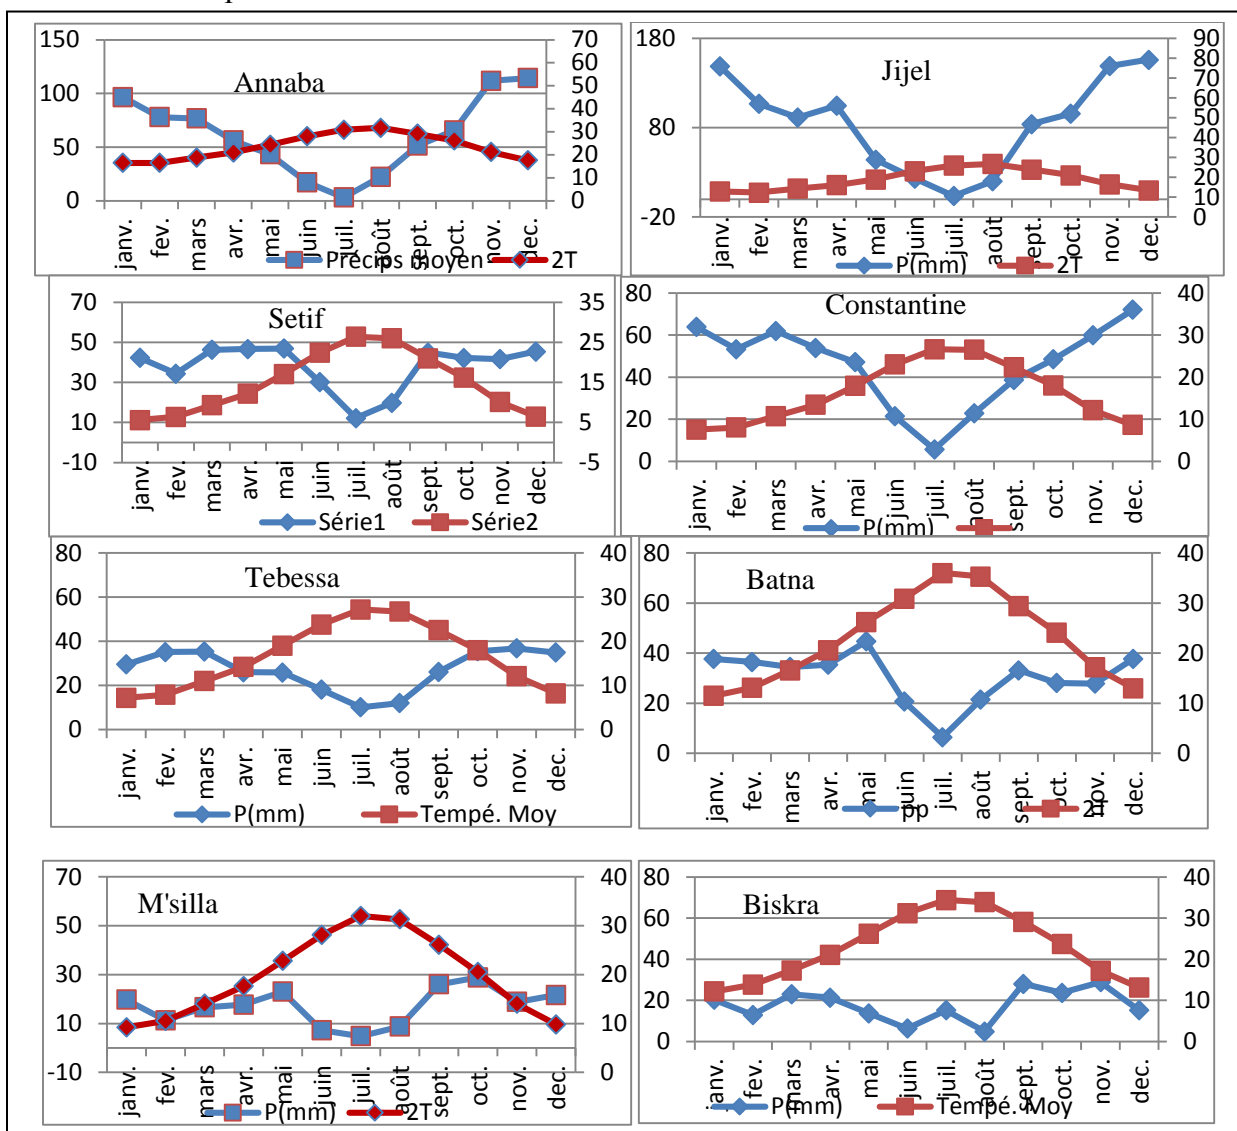 Annaba
150
100
50
0
70
60
50
40
30
20
10
0
janv.
fev.
mars
avr.
mai
juin
juil.
août
sept.
oct.
nov.
dec.
Précips moyen
2T
Jijel
180
80
-20
90
80
70
60
50
40
30
20
10
0
janv.
fev.
mars
avr.
mai
juin
juil.
août
sept.
oct.
nov.
dec.
P(mm)
2T
Setif
70
50
30
10
-10
35
25
15
5
-5
janv.
fev.
mars
avr.
mai
juin
juil.
août
sept.
oct.
nov.
dec.
Série1
Série2
Constantine
80
60
40
20
0
40
30
20
10
0
janv.
fev.
mars
avr.
mai
juin
juil.
août
sept.
oct.
nov.
dec.
P(mm)
Tebessa
80
60
40
20
0
40
30
20
10
0
janv.
fev.
mars
avr.
mai
juin
juil.
août
sept.
oct.
nov.
dec.
P(mm)
Tempé. Moy
Batna
80
60
40
20
0
40
30
20
10
0
janv.
fev.
mars
avr.
mai
juin
juil.
août
sept.
oct.
nov.
dec.
pp
2T
M'silla
70
50
30
10
-10
40
30
20
10
0
janv.
fev.
mars
avr.
mai
juin
juil.
août
sept.
oct.
nov.
dec.
P(mm)
2T
Biskra
80
60
40
20
0
40
30
20
10
0
janv.
fev.
mars
avr.
mai
juin
juil.
août
sept.
oct.
nov.
dec.
P(mm)
Tempé. Moy